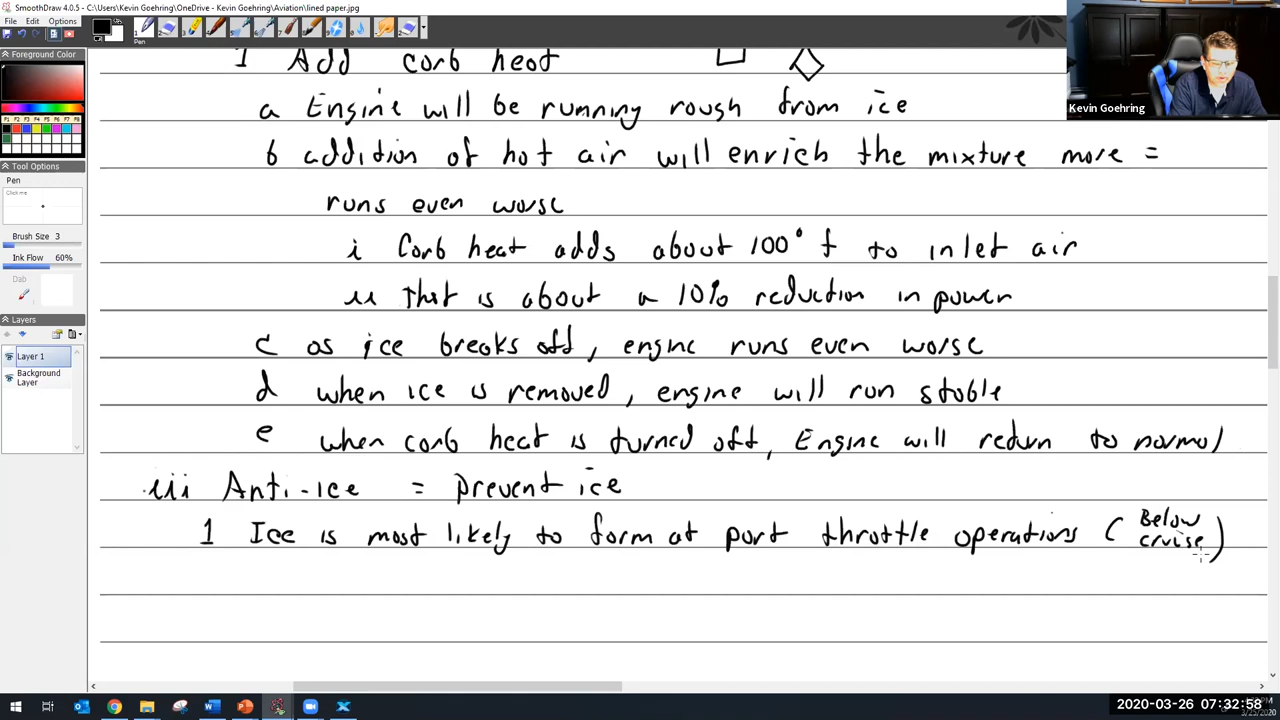 SmoothDraw 4.0.5 - C:\Users\Kevin Goehring\OneDrive - Kevin Goehring\Aviation\lined paper.jpg
File Edit Options
Foreground Color
Pen
Tool Options
Pen
Click me
Brush Size 3
Ink Flow 60%
Dab
Layers
Layer 1
Background Layer
Kevin Goehring
1 Add carb heat
a Engine will be running rough from ice
b addition of hot air will enrich the mixture more =
runs even worse
i Carb heat adds about 100° f to inlet air
ii That is about a 10% reduction in power
c as ice breaks off, engine runs even worse
d when ice is removed, engine will run stable
e when carb heat is turned off, Engine will return to normal
iii Anti-ice = prevent ice
1 Ice is most likely to form at part throttle operations (Below cruise)
2020-03-26 07:32:58